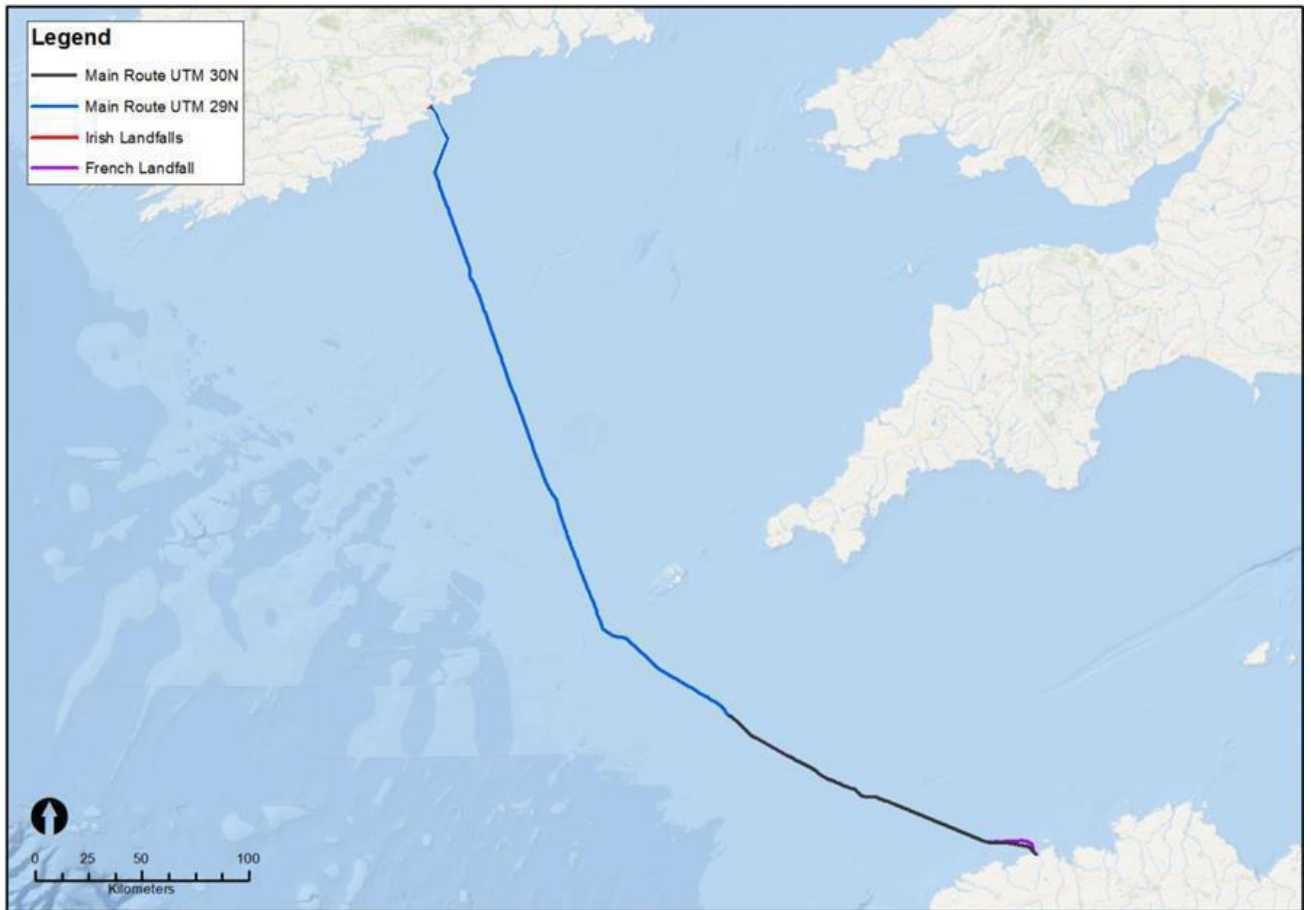 Legend
Main Route UTM 30N
Main Route UTM 29N
Irish Landfalls
French Landfall
0 25 50 100
Kilometers